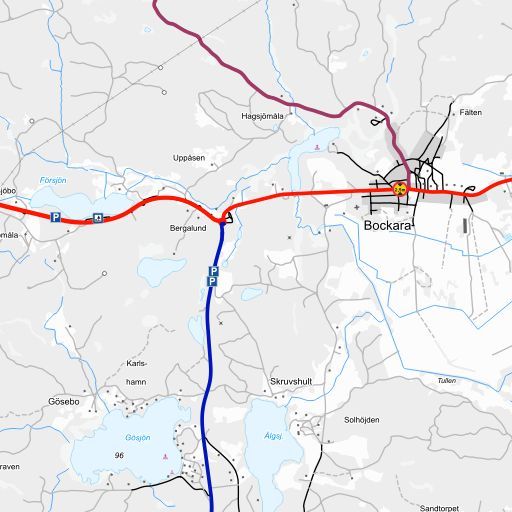 Fälten
Hagsjömåla
Uppåsen
Försjön
P
Bergalund
Bockara
P
P
Karls-
hamn
Skruvshult
Tullen
Gösebo
Solhöjden
Gösjön
Älgsj.
96
Sandtorpet